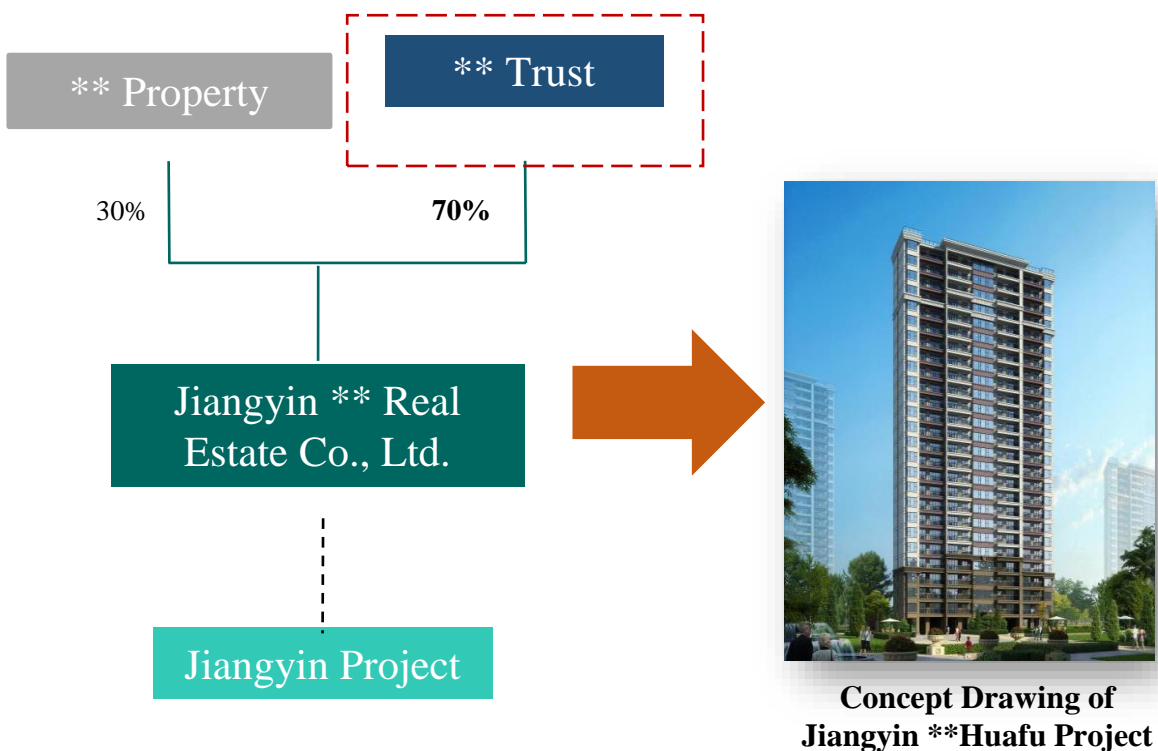 ** Property
** Trust
30%
70%
Jiangyin ** Real
Estate Co., Ltd.
Jiangyin Project
Concept Drawing of
Jiangyin **Huafu Project